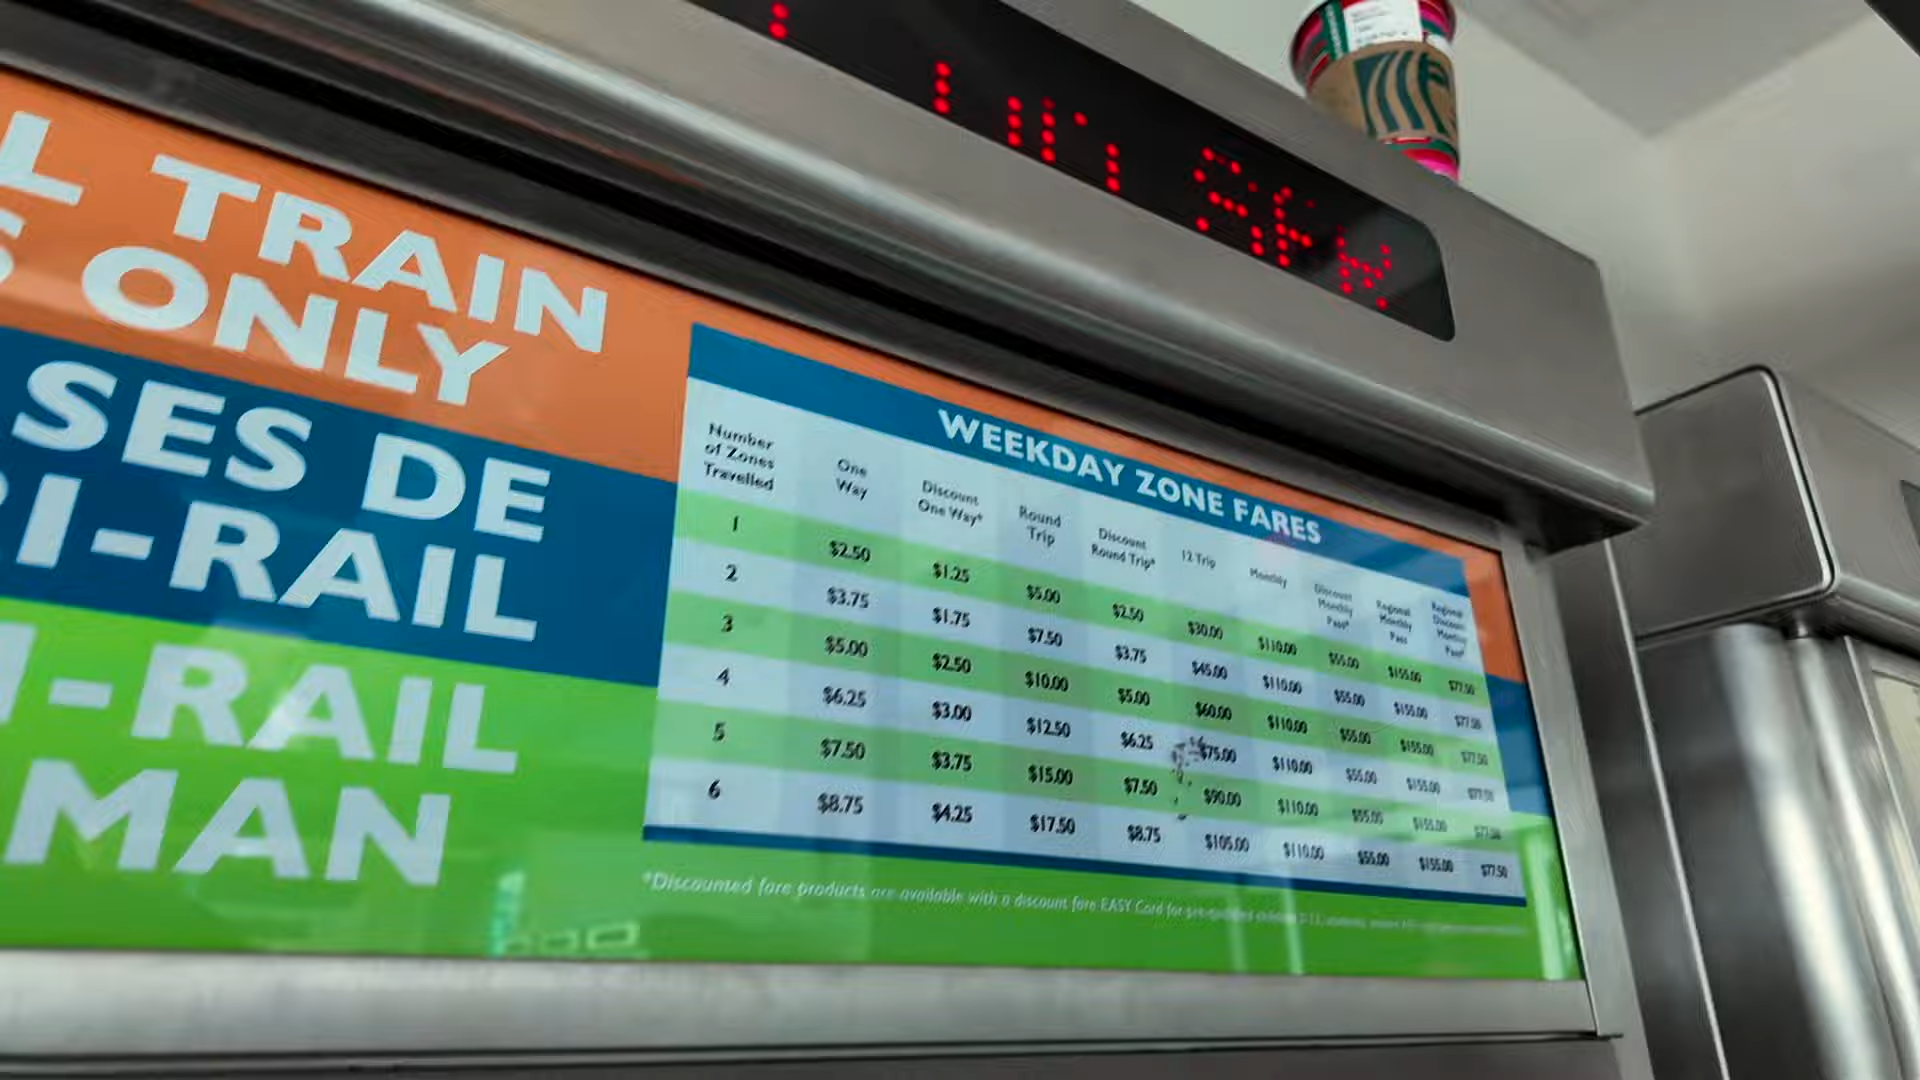 L TRAIN
S ONLY
SES DE
RI-RAIL
I-RAIL
MAN
WEEKDAY ZONE FARES
Number of Zones Travelled One Way Discount One Way* Round Trip Discount Round Trip* 12 Trip Monthly Discount Monthly Pass* Regional Monthly Pass Regional Discount Monthly Pass*
1 $2.50 $1.25 $5.00 $2.50 $30.00 $110.00 $55.00 $155.00 $77.50
2 $3.75 $1.75 $7.50 $3.75 $45.00 $110.00 $55.00 $155.00 $77.50
3 $5.00 $2.50 $10.00 $5.00 $60.00 $110.00 $55.00 $155.00 $77.50
4 $6.25 $3.00 $12.50 $6.25 $75.00 $110.00 $55.00 $155.00 $77.50
5 $7.50 $3.75 $15.00 $7.50 $90.00 $110.00 $55.00 $155.00 $77.50
6 $8.75 $4.25 $17.50 $8.75 $105.00 $110.00 $55.00 $155.00 $77.50
*Discounted fare products are available with a discount fare EASY Card for